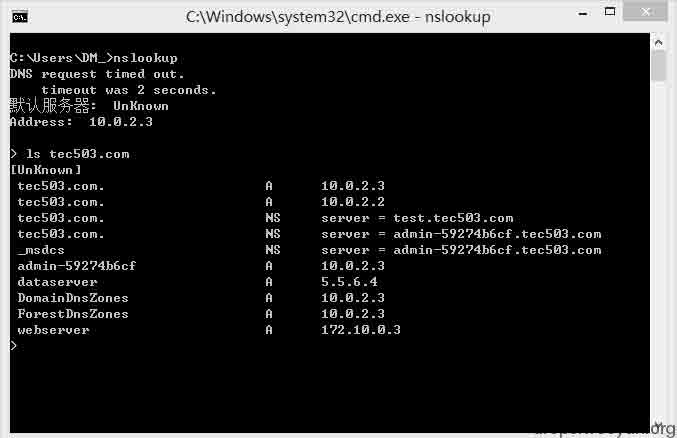 C:\Windows\system32\cmd.exe - nslookup
C:\Users\DM_>nslookup
DNS request timed out.
    timeout was 2 seconds.
默认服务器:  UnKnown
Address:  10.0.2.3

> ls tec503.com
[UnKnown]
 tec503.com.                    A      10.0.2.3
 tec503.com.                    A      10.0.2.2
 tec503.com.                    NS     server = test.tec503.com
 tec503.com.                    NS     server = admin-59274b6cf.tec503.com
 _msdcs                         NS     server = admin-59274b6cf.tec503.com
 admin-59274b6cf                A      10.0.2.3
 dataserver                     A      5.5.6.4
 DomainDnsZones                 A      10.0.2.3
 ForestDnsZones                 A      10.0.2.3
 webserver                      A      172.10.0.3
>